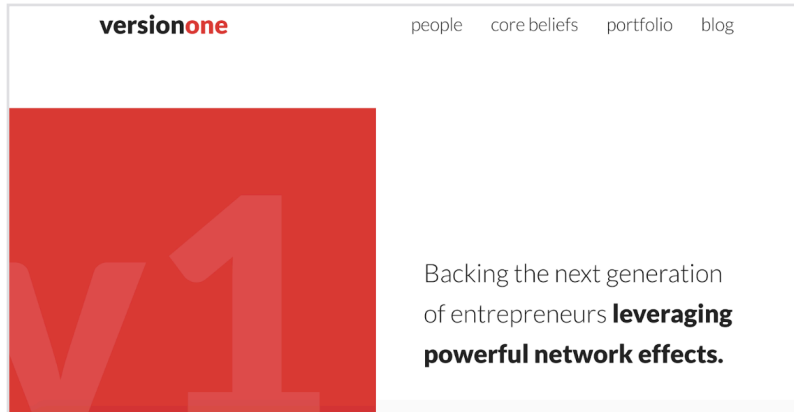 versionone people core beliefs portfolio blog
v1
Backing the next generation
of entrepreneurs leveraging
powerful network effects.